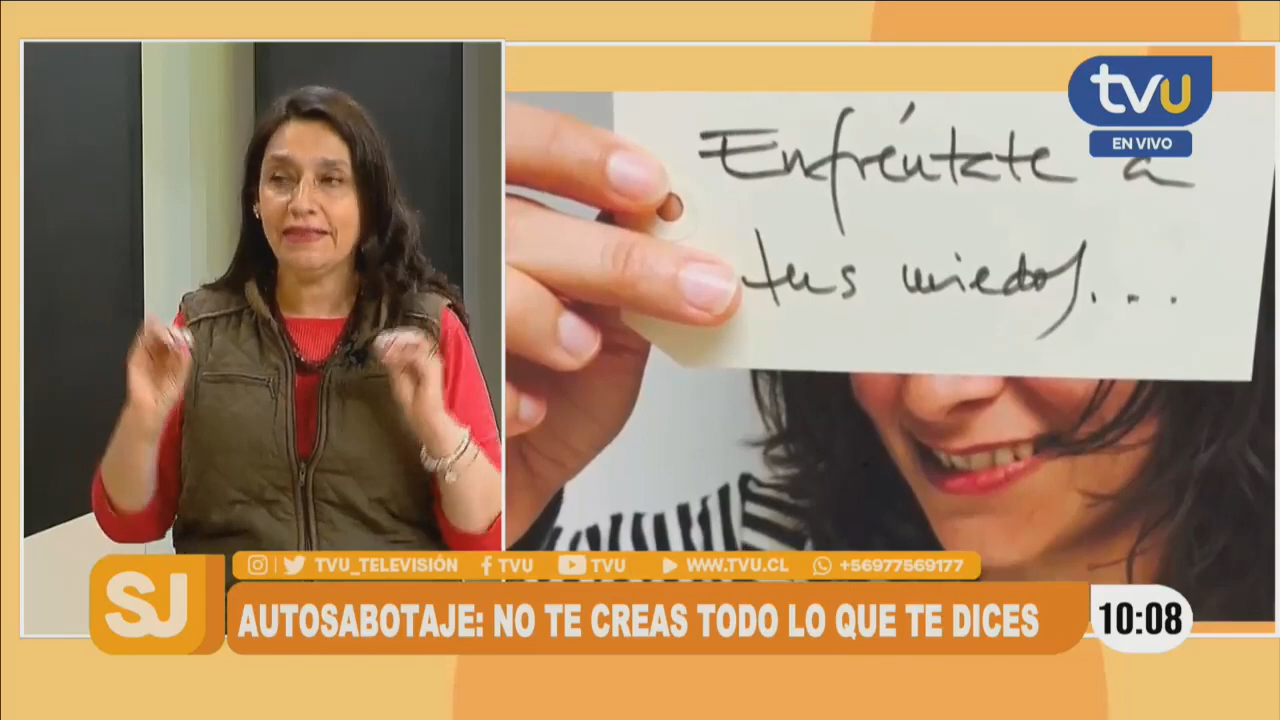 tvu
EN VIVO
Enfréntate a
tus miedos...
TVU_TELEVISIÓN TVU TVU WWW.TVU.CL +56977569177
SJ
AUTOSABOTAJE: NO TE CREAS TODO LO QUE TE DICES
10:08